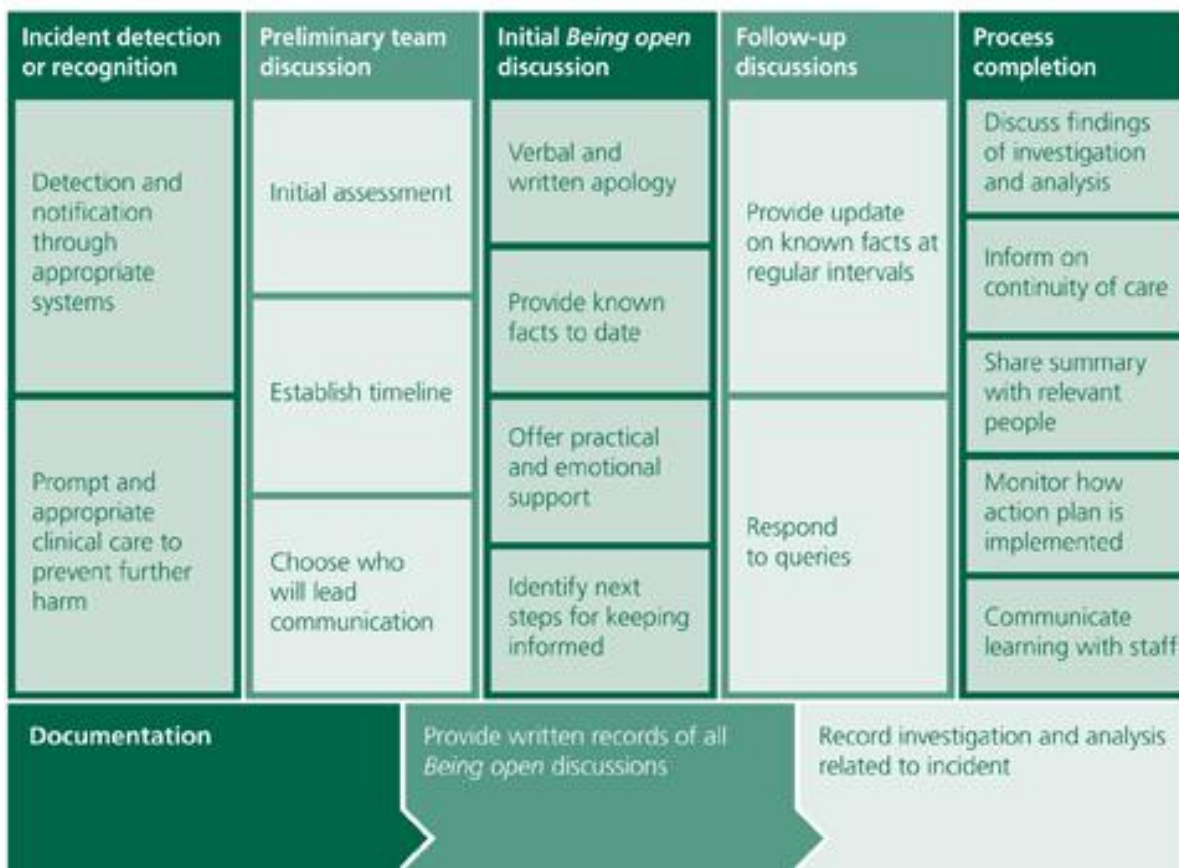 Incident detection
or recognition
Detection and
notification
through
appropriate
systems
Prompt and
appropriate
clinical care to
prevent further
harm
Preliminary team
discussion
Initial assessment
Establish timeline
Choose who
will lead
communication
Initial Being open
discussion
Verbal and
written apology
Provide known
facts to date
Offer practical
and emotional
support
Identify next
steps for keeping
informed
Follow-up
discussions
Provide update
on known facts at
regular intervals
Respond
to queries
Process
completion
Discuss findings
of investigation
and analysis
Inform on
continuity of care
Share summary
with relevant
people
Monitor how
action plan is
implemented
Communicate
learning with staff
Documentation
Provide written records of all
Being open discussions
Record investigation and analysis
related to incident